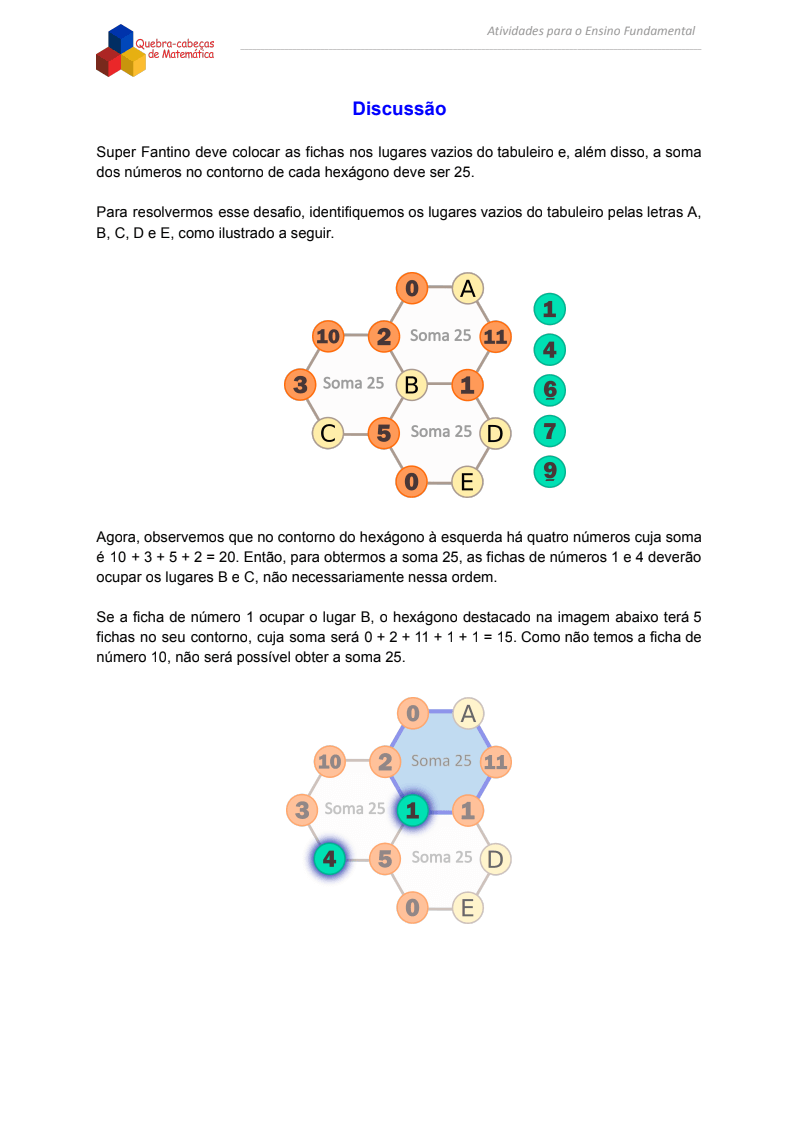 Quebra-cabeças
de Matemática
Atividades para o Ensino Fundamental
Discussão
Super Fantino deve colocar as fichas nos lugares vazios do tabuleiro e, além disso, a soma
dos números no contorno de cada hexágono deve ser 25.
Para resolvermos esse desafio, identifiquemos os lugares vazios do tabuleiro pelas letras A,
B, C, D e E, como ilustrado a seguir.
0 A
1
10 2 Soma 25 11
4
3 Soma 25 B 1
6
C 5 Soma 25 D
7
9
0 E
Agora, observemos que no contorno do hexágono à esquerda há quatro números cuja soma
é 10 + 3 + 5 + 2 = 20. Então, para obtermos a soma 25, as fichas de números 1 e 4 deverão
ocupar os lugares B e C, não necessariamente nessa ordem.
Se a ficha de número 1 ocupar o lugar B, o hexágono destacado na imagem abaixo terá 5
fichas no seu contorno, cuja soma será 0 + 2 + 11 + 1 + 1 = 15. Como não temos a ficha de
número 10, não será possível obter a soma 25.
0 A
10 2 Soma 25 11
3 Soma 25 1 1
4 5 Soma 25 D
0 E